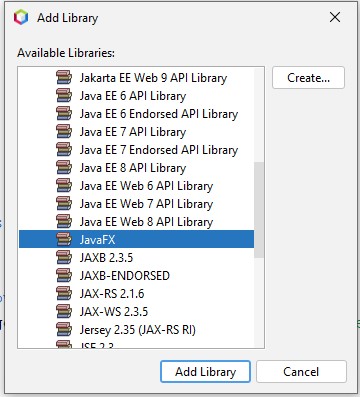 Add Library
Available Libraries:
Jakarta EE Web 9 API Library
Create...
Java EE 6 API Library
Java EE 6 Endorsed API Library
Java EE 7 API Library
Java EE 7 Endorsed API Library
Java EE 8 API Library
Java EE Web 6 API Library
Java EE Web 7 API Library
Java EE Web 8 API Library
JavaFX
JAXB 2.3.5
JAXB-ENDORSED
JAX-RS 2.1.6
JAX-WS 2.3.5
Jersey 2.35 (JAX-RS RI)
JSF 2.3
Add Library
Cancel